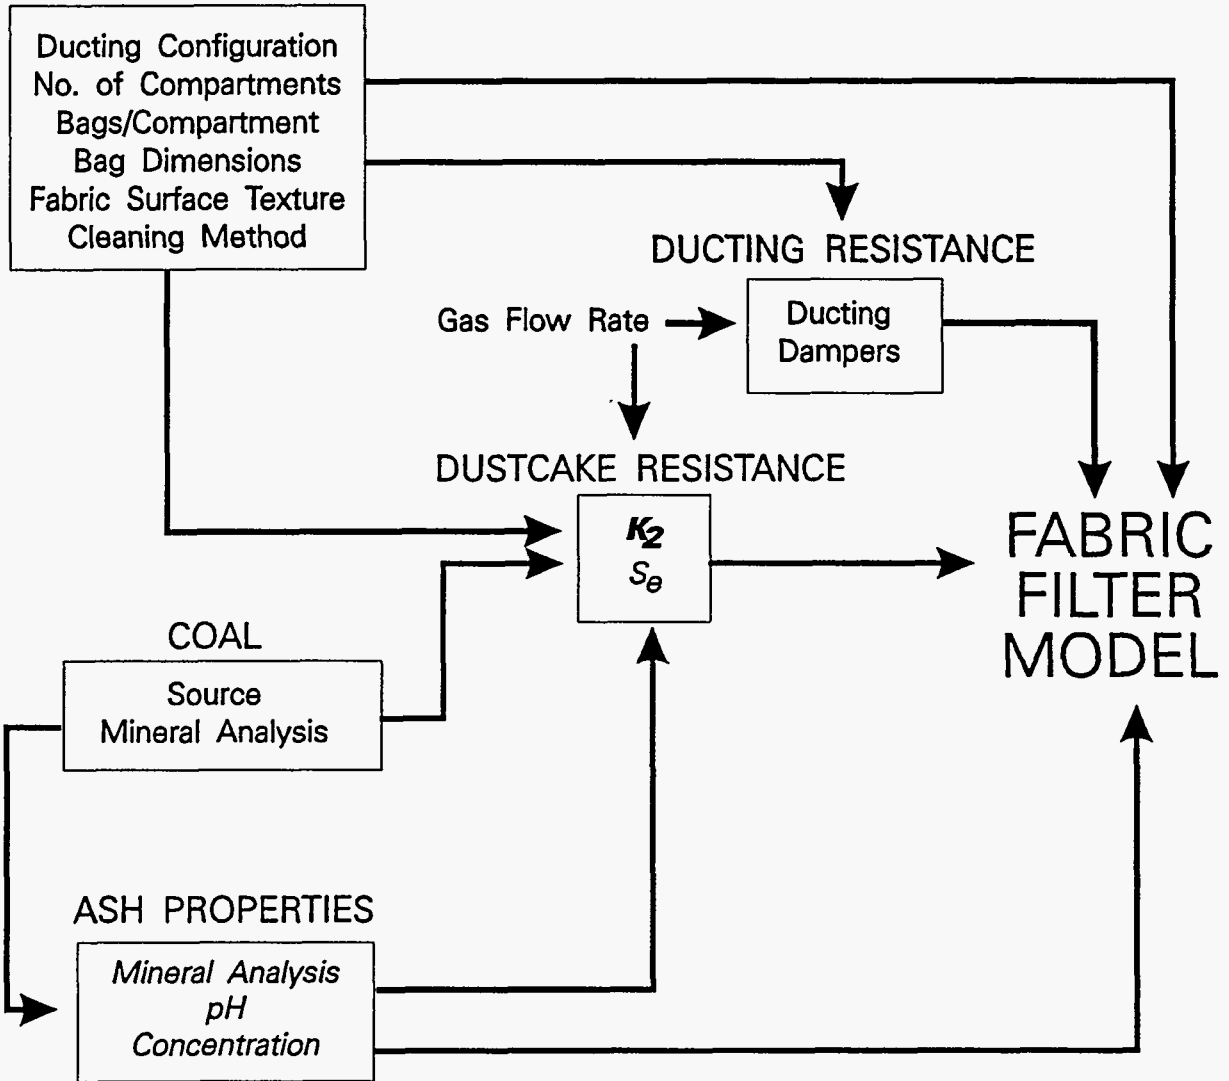 Ducting Configuration
No. of Compartments
Bags/Compartment
Bag Dimensions
Fabric Surface Texture
Cleaning Method
DUCTING RESISTANCE
Gas Flow Rate
Ducting
Dampers
DUSTCAKE RESISTANCE
K2
Se
FABRIC
FILTER
MODEL
COAL
Source
Mineral Analysis
ASH PROPERTIES
Mineral Analysis
pH
Concentration